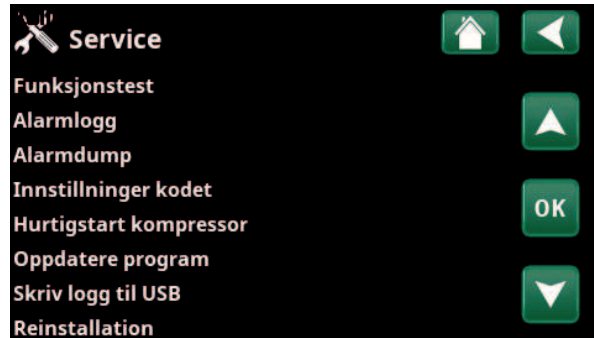 Service
Funksjonstest
Alarmlogg
Alarmdump
Innstillninger kodet
Hurtigstart kompressor
OK
Oppdatere program
Skriv logg til USB
Reinstallation